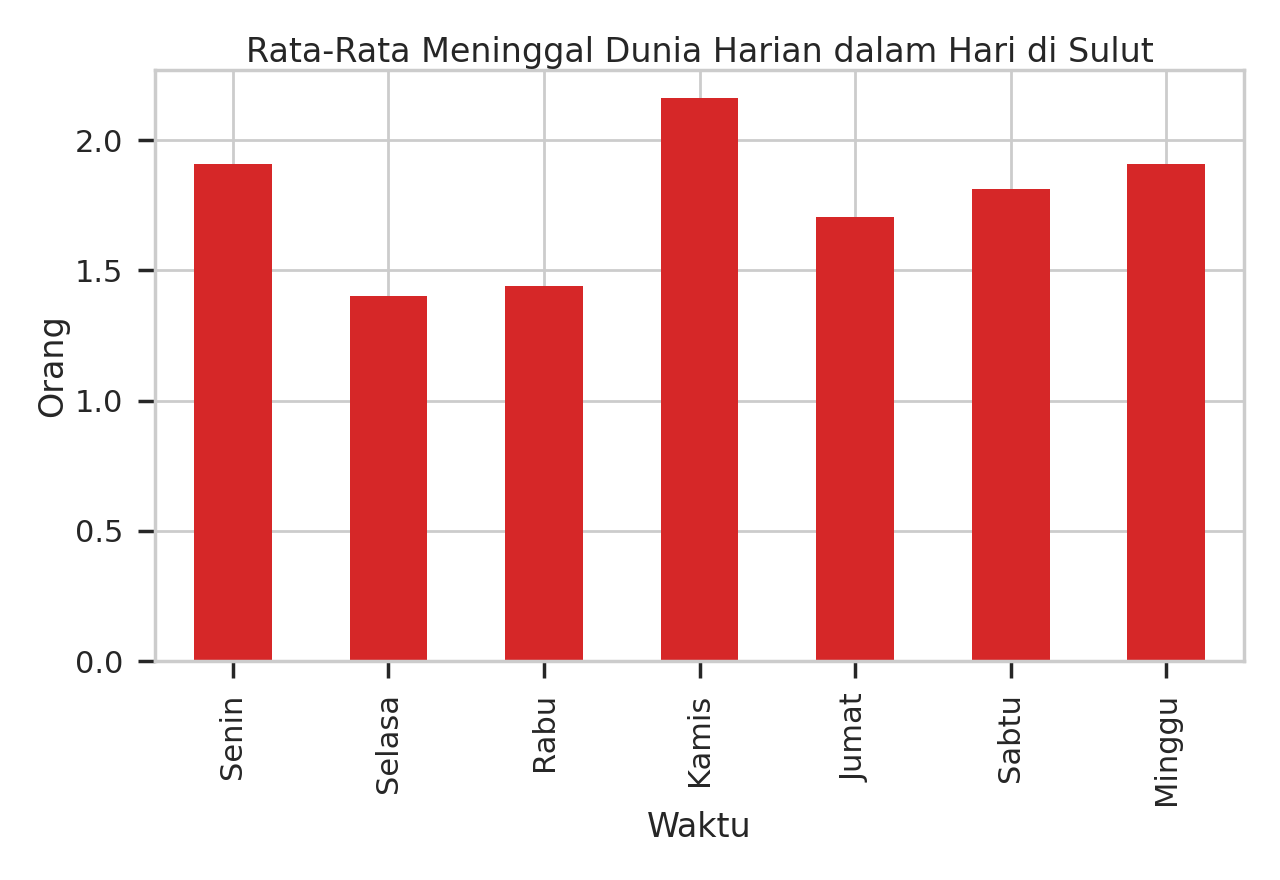 Rata-Rata Meninggal Dunia Harian dalam Hari di Sulut
Orang
2.0
1.5
1.0
0.5
0.0
Senin
Selasa
Rabu
Kamis
Jumat
Sabtu
Minggu
Waktu